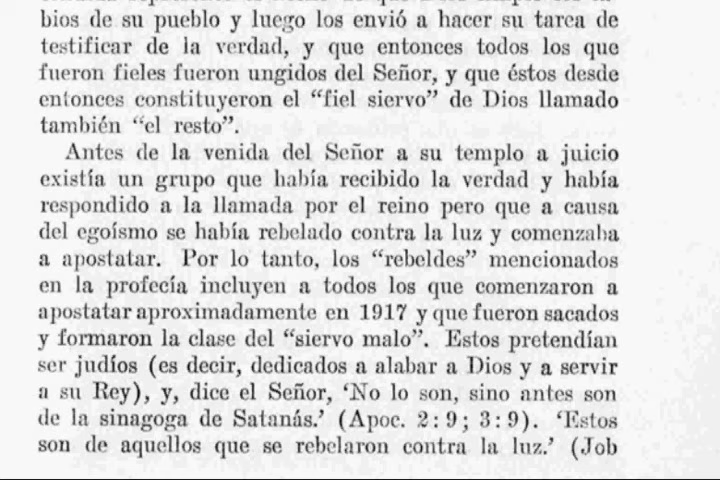 bios de su pueblo y luego los envió a hacer su tarea de
testificar de la verdad, y que entonces todos los que
fueron fieles fueron ungidos del Señor, y que éstos desde
entonces constituyeron el “fiel siervo” de Dios llamado
también “el resto”.
Antes de la venida del Señor a su templo a juicio
existía un grupo que había recibido la verdad y había
respondido a la llamada por el reino pero que a causa
del egoísmo se había rebelado contra la luz y comenzaba
a apostatar. Por lo tanto, los “rebeldes” mencionados
en la profecía incluyen a todos los que comenzaron a
apostatar aproximadamente en 1917 y que fueron sacados
y formaron la clase del “siervo malo”. Estos pretendían
ser judíos (es decir, dedicados a alabar a Dios y a servir
a su Rey), y, dice el Señor, ‘No lo son, sino antes son
de la sinagoga de Satanás.’ (Apoc. 2:9; 3:9). ‘Estos
son de aquellos que se rebelaron contra la luz.’ (Job